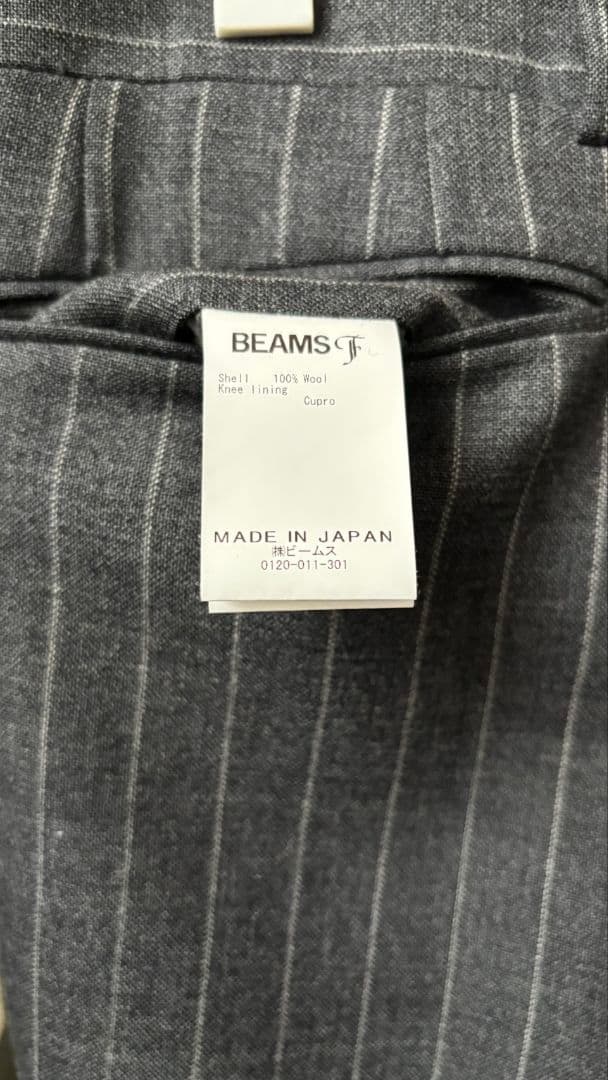 BEAMS F
Shell 100% Wool
Knee lining
Cupro
MADE IN JAPAN
㈱ビームス
0120-011-301